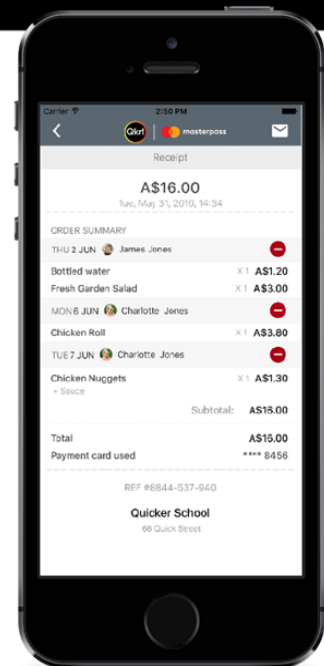 Carrier 2:50 PM
Qkr! masterpass
Receipt
A$16.00
Tue, May 31, 2016, 14:34
ORDER SUMMARY
THU 2 JUN James Jones
Bottled water X 1 A$1.20
Fresh Garden Salad X 1 A$3.00
MON 6 JUN Charlotte Jones
Chicken Roll X 1 A$3.80
TUE 7 JUN Charlotte Jones
Chicken Nuggets X 1 A$1.30
+ Sauce
Subtotal: A$16.00
Total A$16.00
Payment card used **** 8456
REF #8844-537-940
Quicker School
66 Quick Street